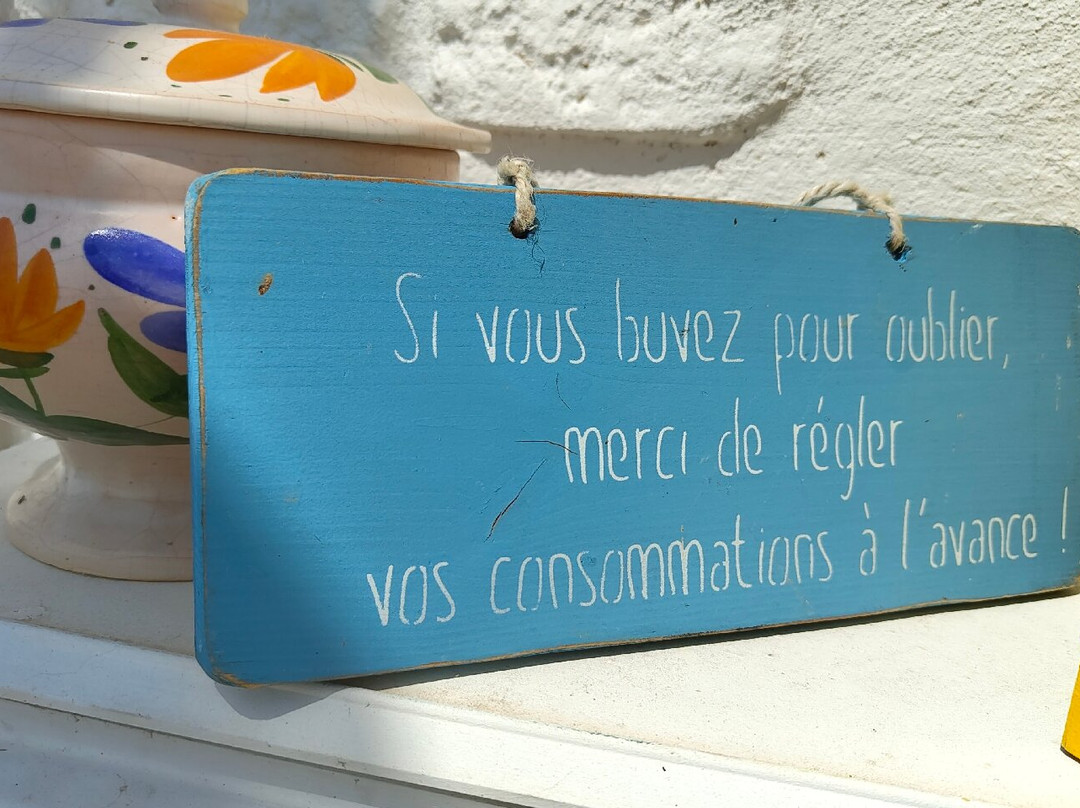 Si vous buvez pour oublier,
merci de régler
vos consommations à l'avance !